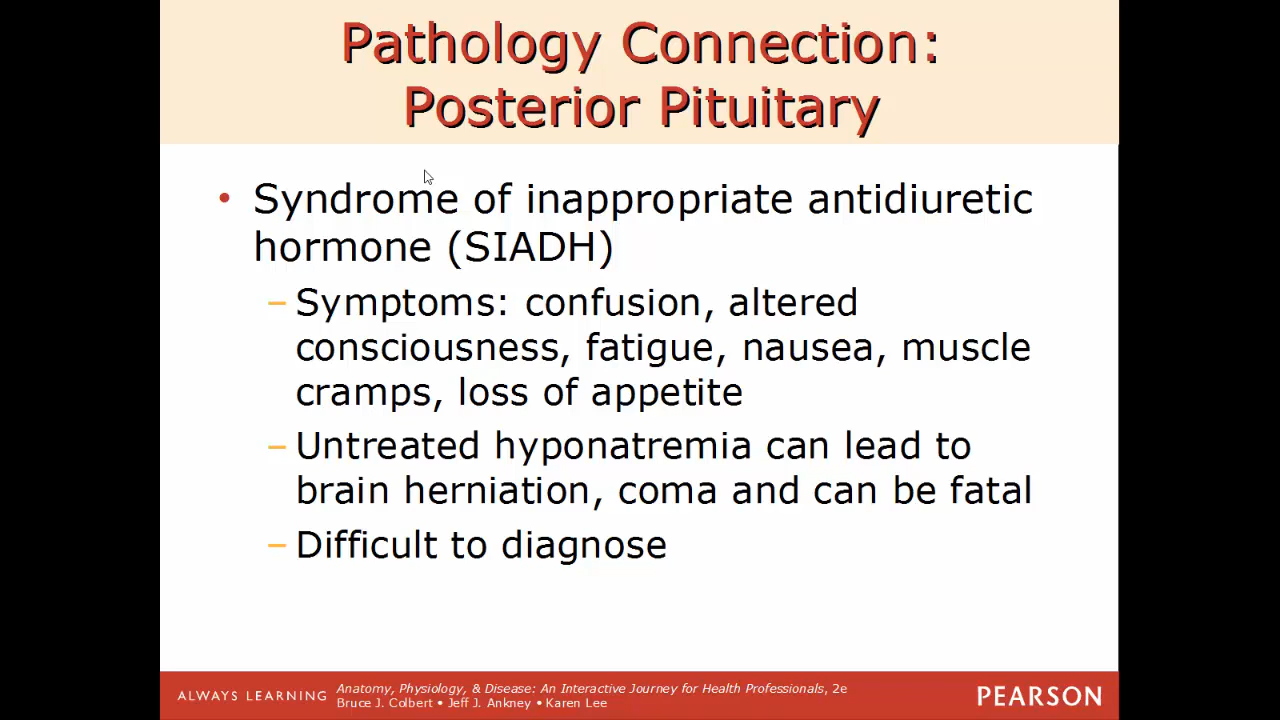 Pathology Connection:
Posterior Pituitary
• Syndrome of inappropriate antidiuretic
hormone (SIADH)
– Symptoms: confusion, altered
consciousness, fatigue, nausea, muscle
cramps, loss of appetite
– Untreated hyponatremia can lead to
brain herniation, coma and can be fatal
– Difficult to diagnose
ALWAYS LEARNING
Anatomy, Physiology, & Disease: An Interactive Journey for Health Professionals, 2e
Bruce J. Colbert • Jeff J. Ankney • Karen Lee
PEARSON